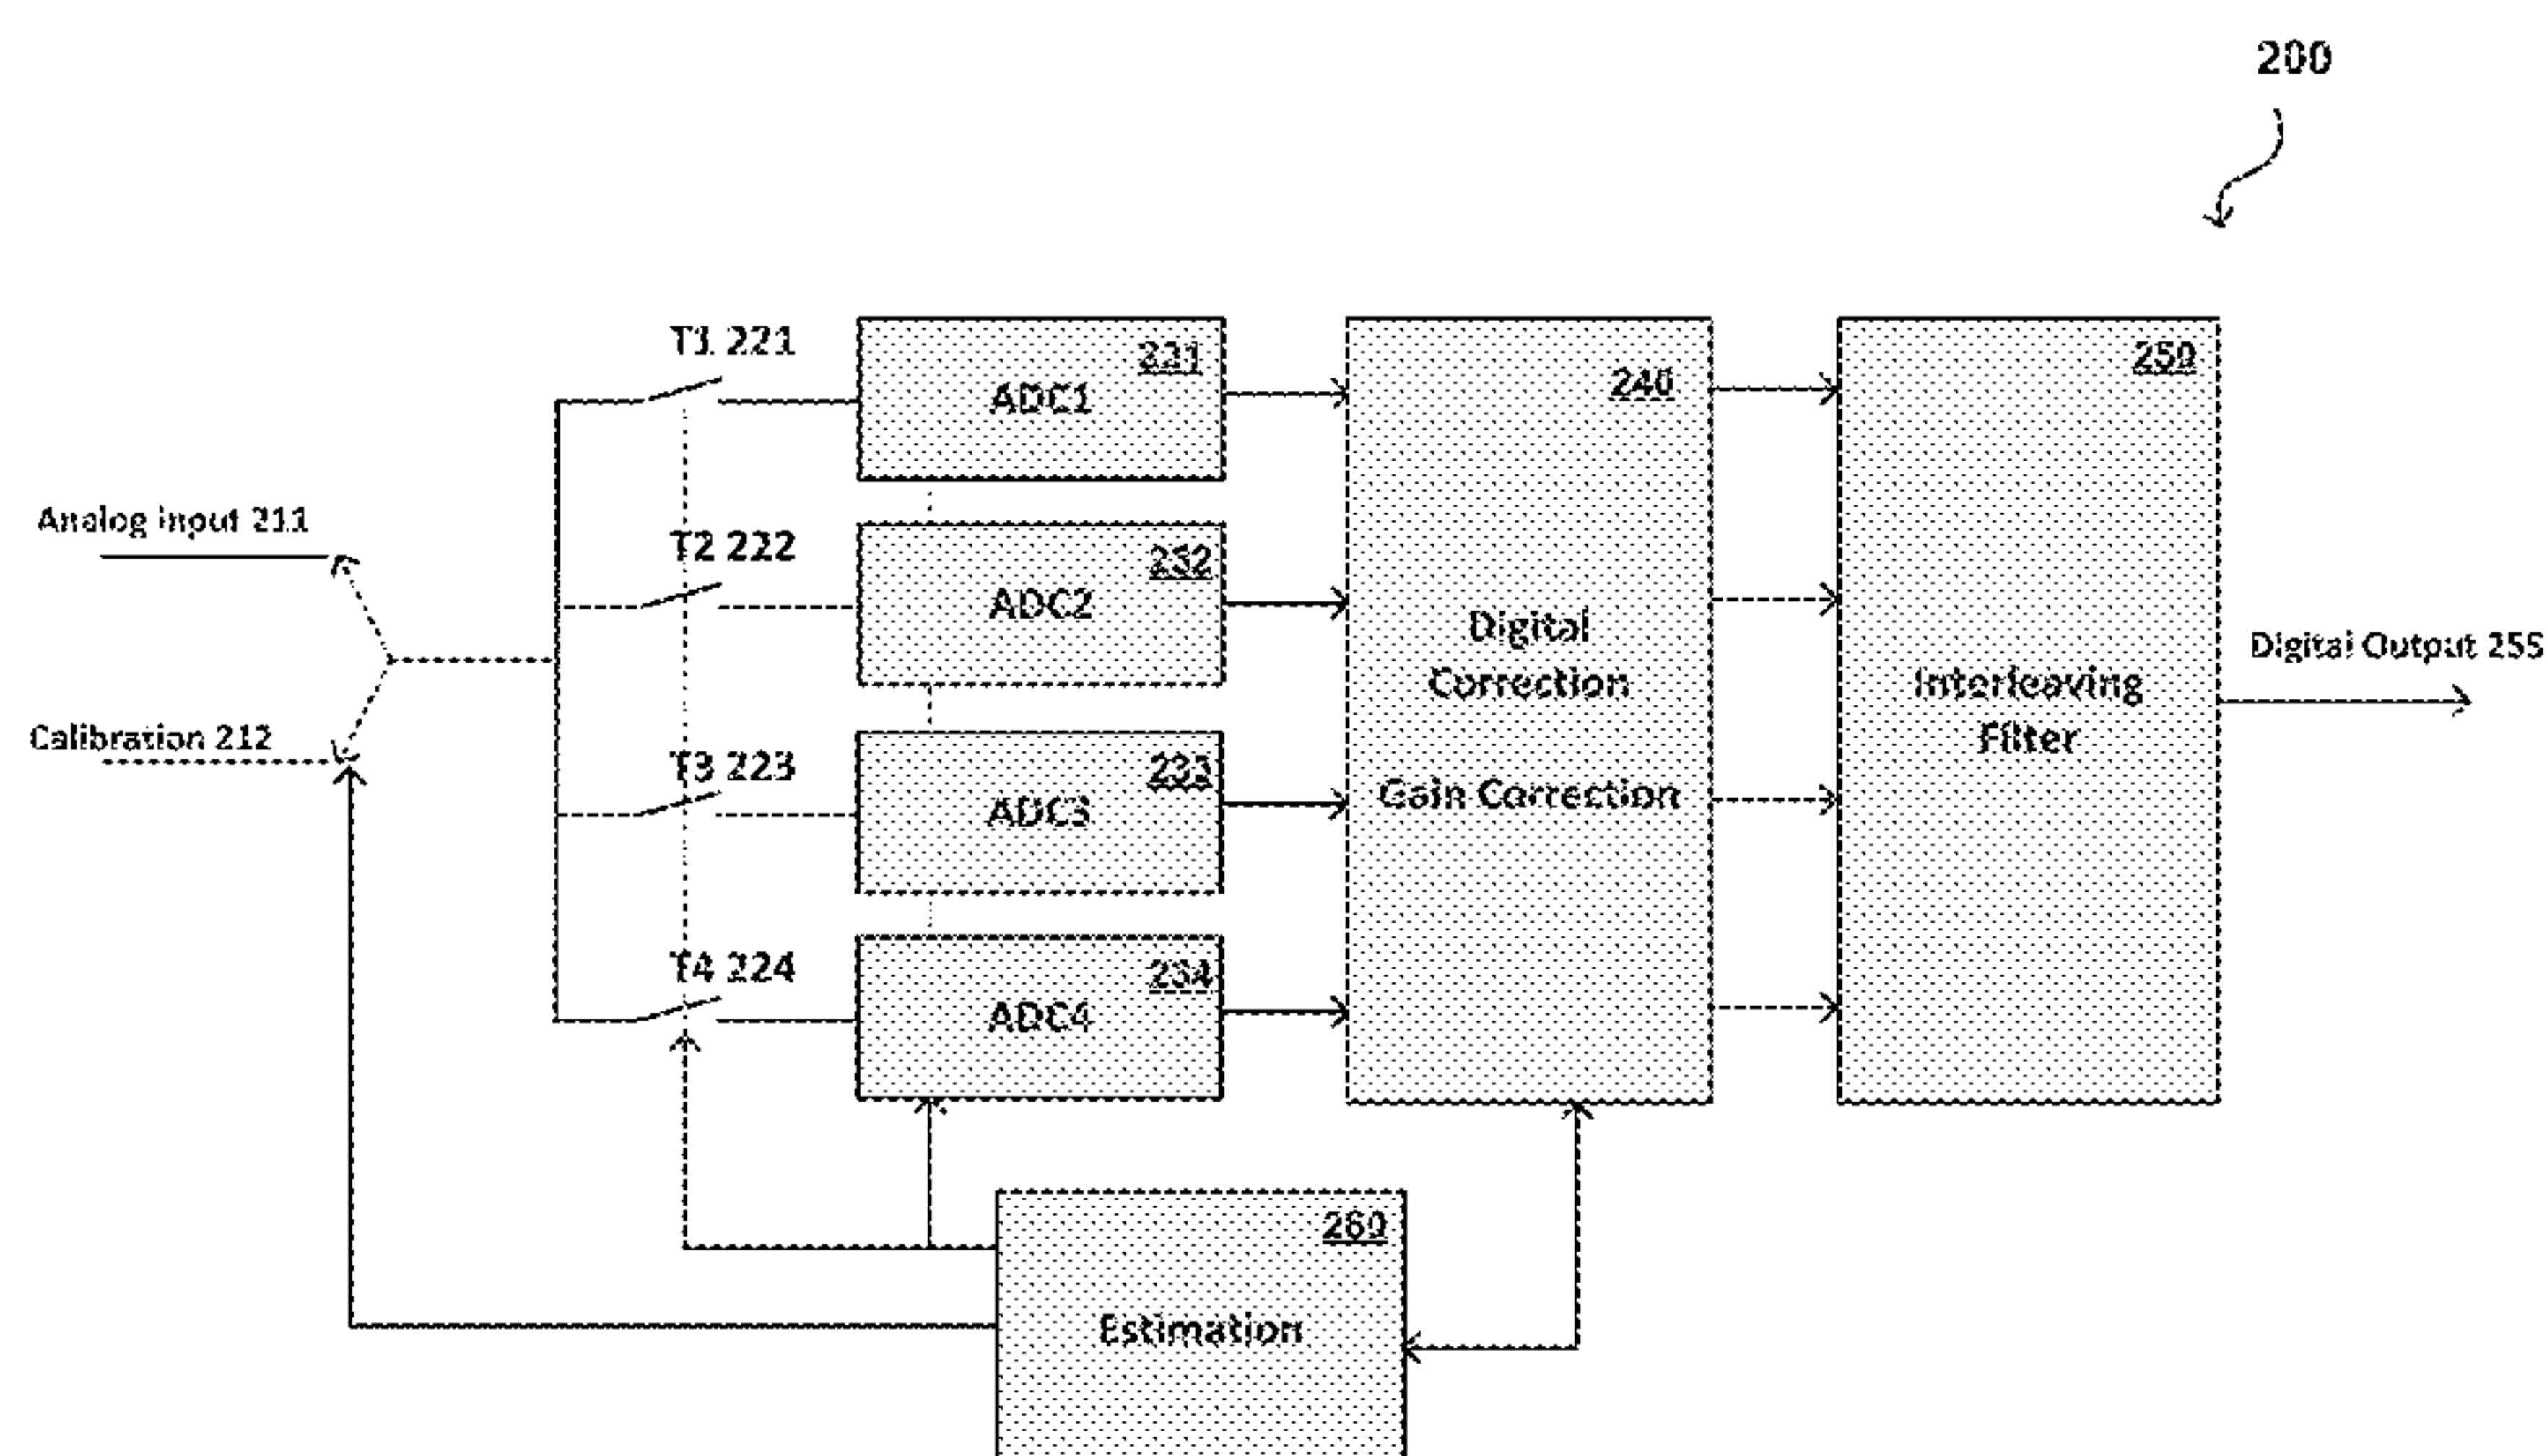 200
T1 221
221
ADC1
240
250
Analog input 211
T2 222
232
ADC2
Digital
Correction
Interleaving
Filter
Digital Output 255
Calibration 212
T3 223
233
ADC3
Gain Correction
T4 224
234
ADC4
260
Estimation